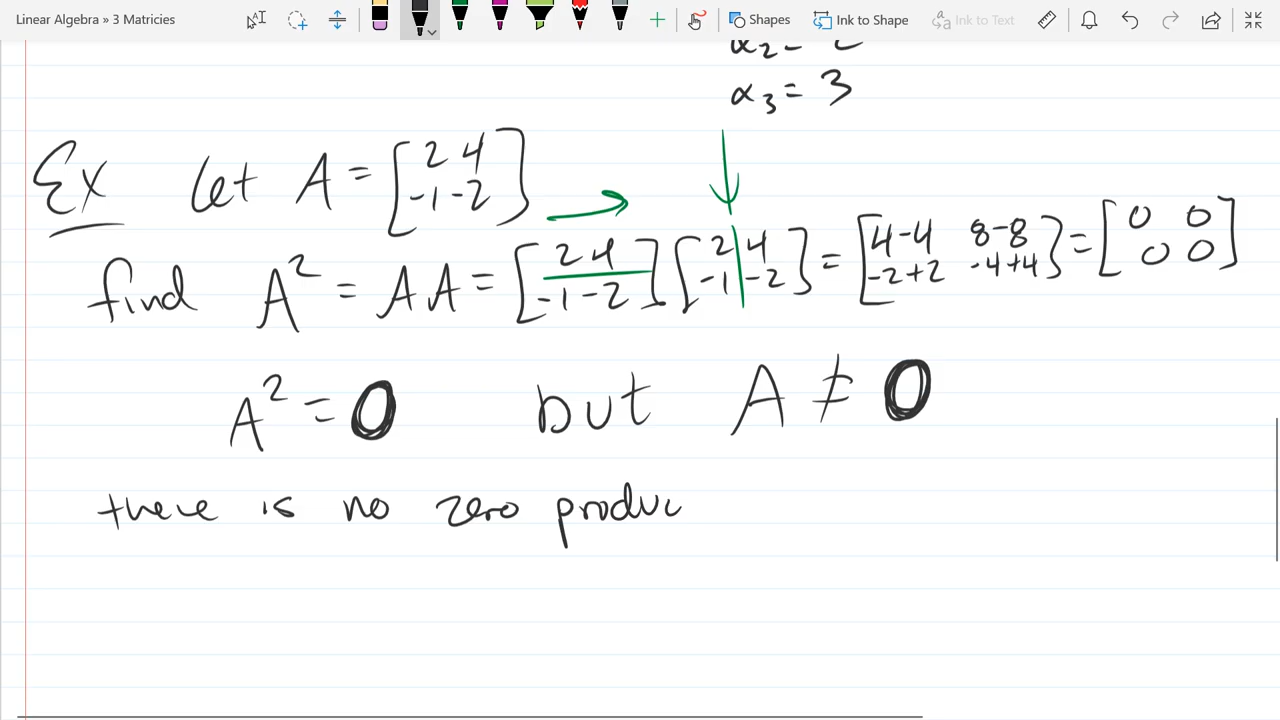 Linear Algebra » 3 Matricies
Shapes Ink to Shape Ink to Text
α₂ = 2
α₃ = 3
Ex let A = [2 4; -1 -2]
find A² = AA = [2 4; -1 -2] [2 4; -1 -2] = [4-4 8-8; -2+2 -4+4] = [0 0; 0 0]
A² = 0 but A ≠ 0
there is no zero produc